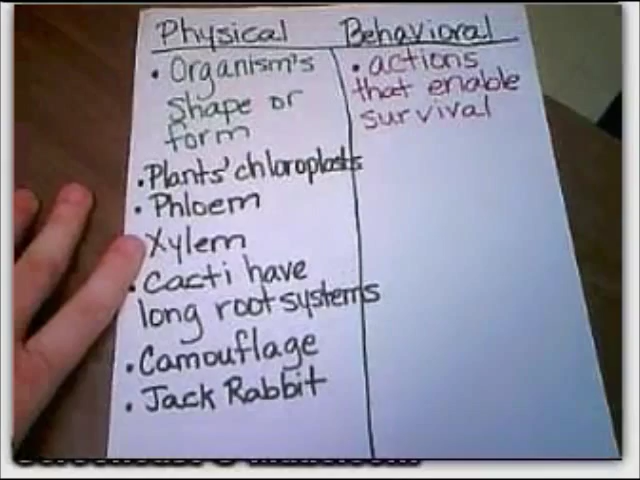 Physical Behavioral
• Organism's
shape or
form
• Plants' chloroplasts
• Phloem
Xylem
• Cacti have
long root systems
• Camouflage
• Jack Rabbit
• actions
that enable
survival